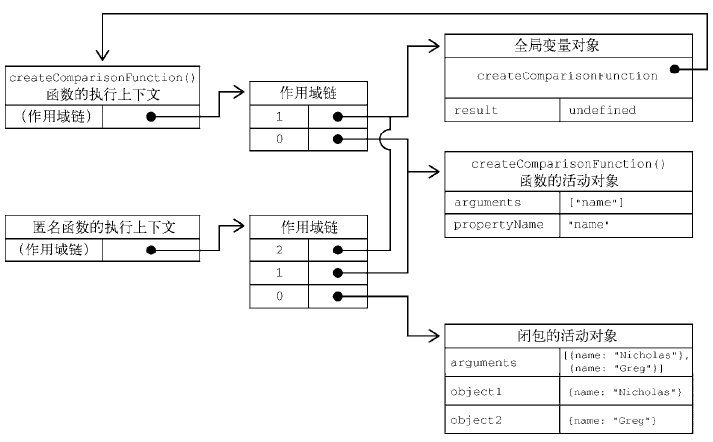 createComparisonFunction()
函数的执行上下文
(作用域链)
作用域链
1
0
全局变量对象
createComparisonFunction
result undefined
createComparisonFunction()
函数的活动对象
arguments ["name"]
propertyName "name"
匿名函数的执行上下文
(作用域链)
作用域链
2
1
0
闭包的活动对象
arguments [{name: "Nicholas"},
{name: "Greg"}]
object1 {name: "Nicholas"}
object2 {name: "Greg"}